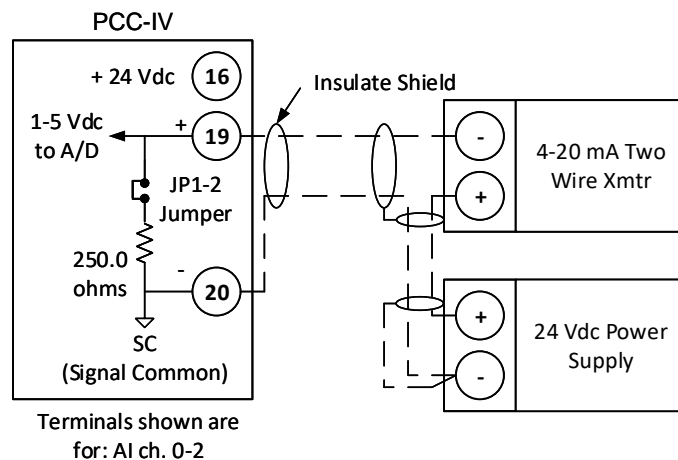 PCC-IV
+ 24 Vdc
16
Insulate Shield
1-5 Vdc
to A/D
+
19
JP1-2
Jumper
250.0
ohms
-
20
SC
(Signal Common)
Terminals shown are
for: AI ch. 0-2
-
+
4-20 mA Two
Wire Xmtr
+
-
24 Vdc Power
Supply